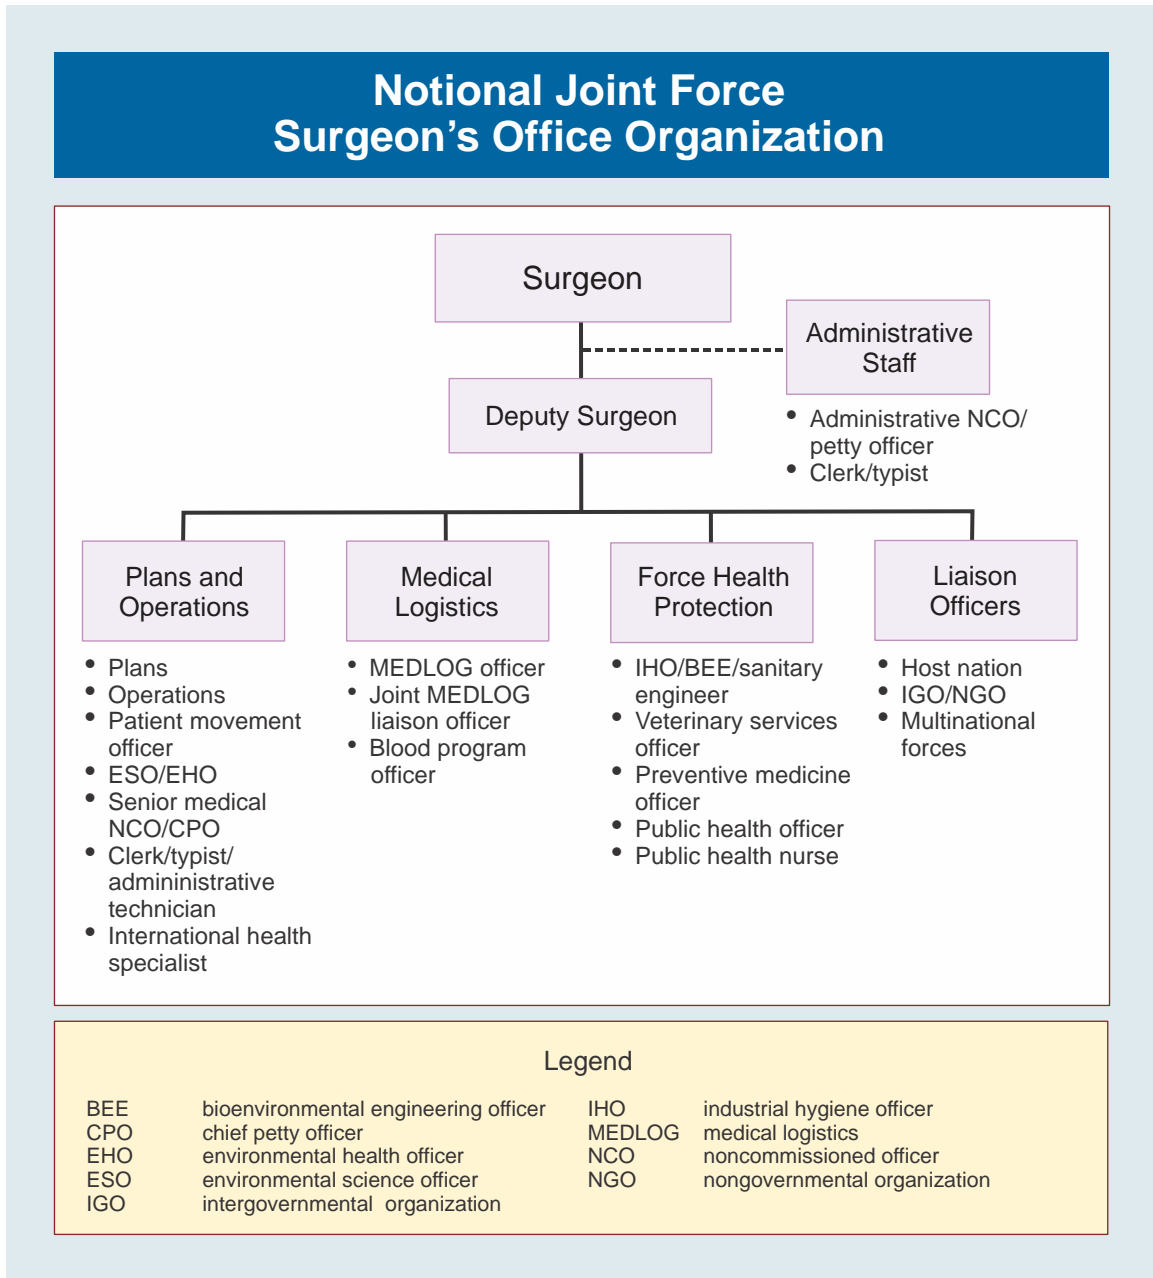 Notional Joint Force
Surgeon's Office Organization
Surgeon
Administrative
Staff
• Administrative NCO/
petty officer
• Clerk/typist
Deputy Surgeon
Plans and
Operations
• Plans
• Operations
• Patient movement
officer
• ESO/EHO
• Senior medical
NCO/CPO
• Clerk/typist/
admininistrative
technician
• International health
specialist
Medical
Logistics
• MEDLOG officer
• Joint MEDLOG
liaison officer
• Blood program
officer
Force Health
Protection
• IHO/BEE/sanitary
engineer
• Veterinary services
officer
• Preventive medicine
officer
• Public health officer
• Public health nurse
Liaison
Officers
• Host nation
• IGO/NGO
• Multinational
forces
Legend
BEE bioenvironmental engineering officer
CPO chief petty officer
EHO environmental health officer
ESO environmental science officer
IGO intergovernmental organization
IHO industrial hygiene officer
MEDLOG medical logistics
NCO noncommissioned officer
NGO nongovernmental organization